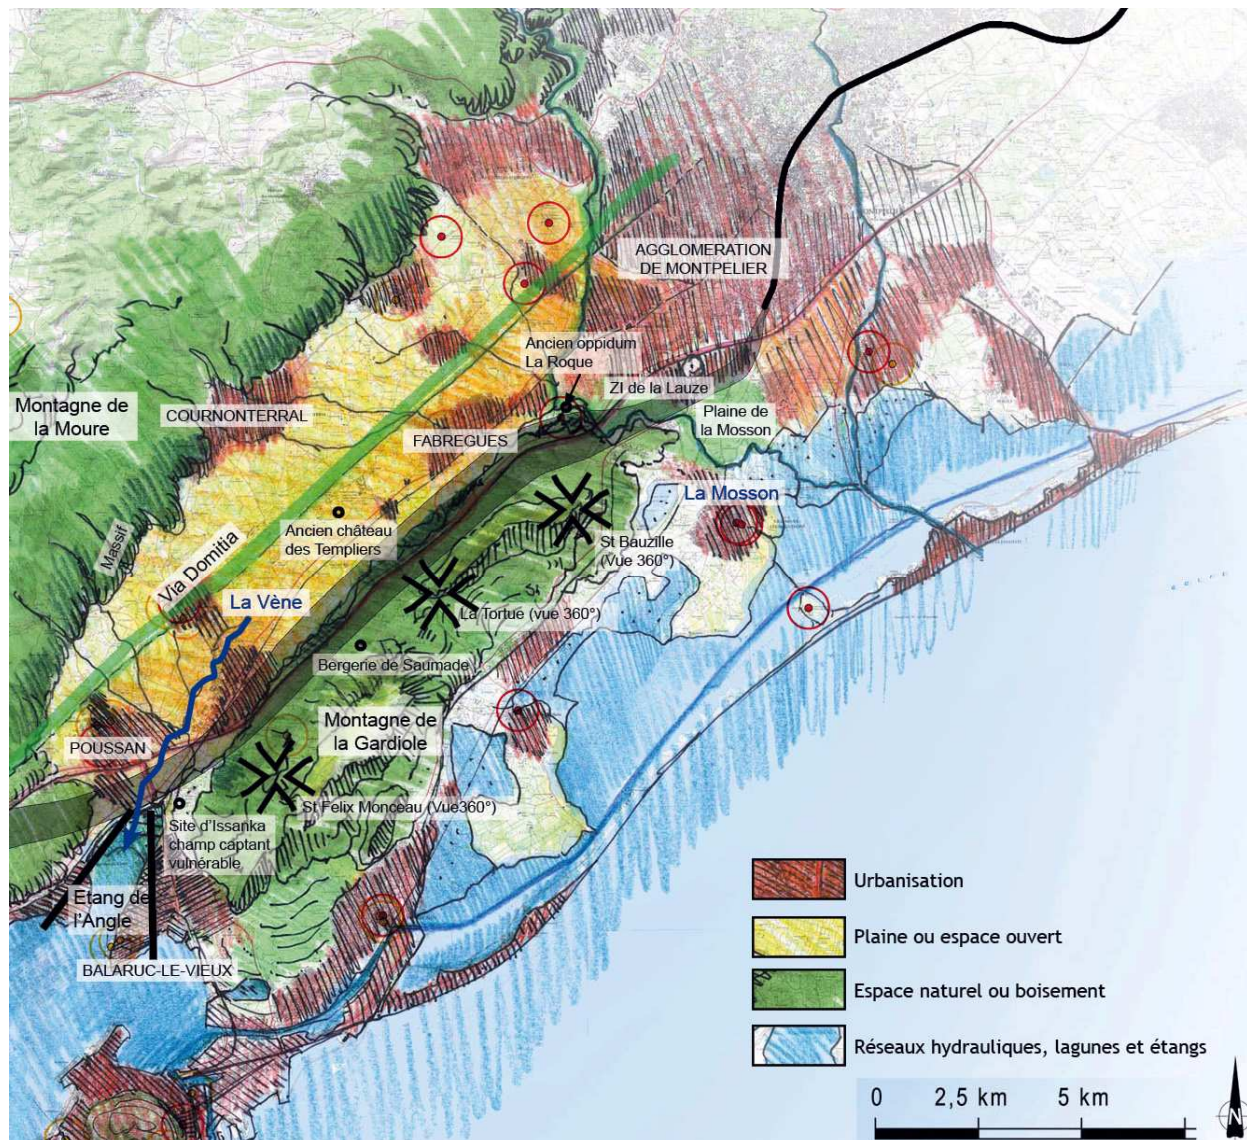 AGGLOMERATION
DE MONTPELIER
Ancien oppidum
La Roque
ZI de la Lauze
Montagne de
la Moure
COURNONTERRAL
FABREGUES
Plaine de
la Mosson
La Mosson
Massif
Ancien château
des Templiers
St Bauzille
(Vue 360°)
Via Domitia
La Vène
La Tortue (vue 360°)
Bergerie de Saumade
Montagne de
la Gardiole
POUSSAN
St Felix Monceau (Vue360°)
Site d'Issanka
champ captant
vulnérable
Etang de
l'Angle
BALARUC-LE-VIEUX
Urbanisation
Plaine ou espace ouvert
Espace naturel ou boisement
Réseaux hydrauliques, lagunes et étangs
0 2,5 km 5 km
N